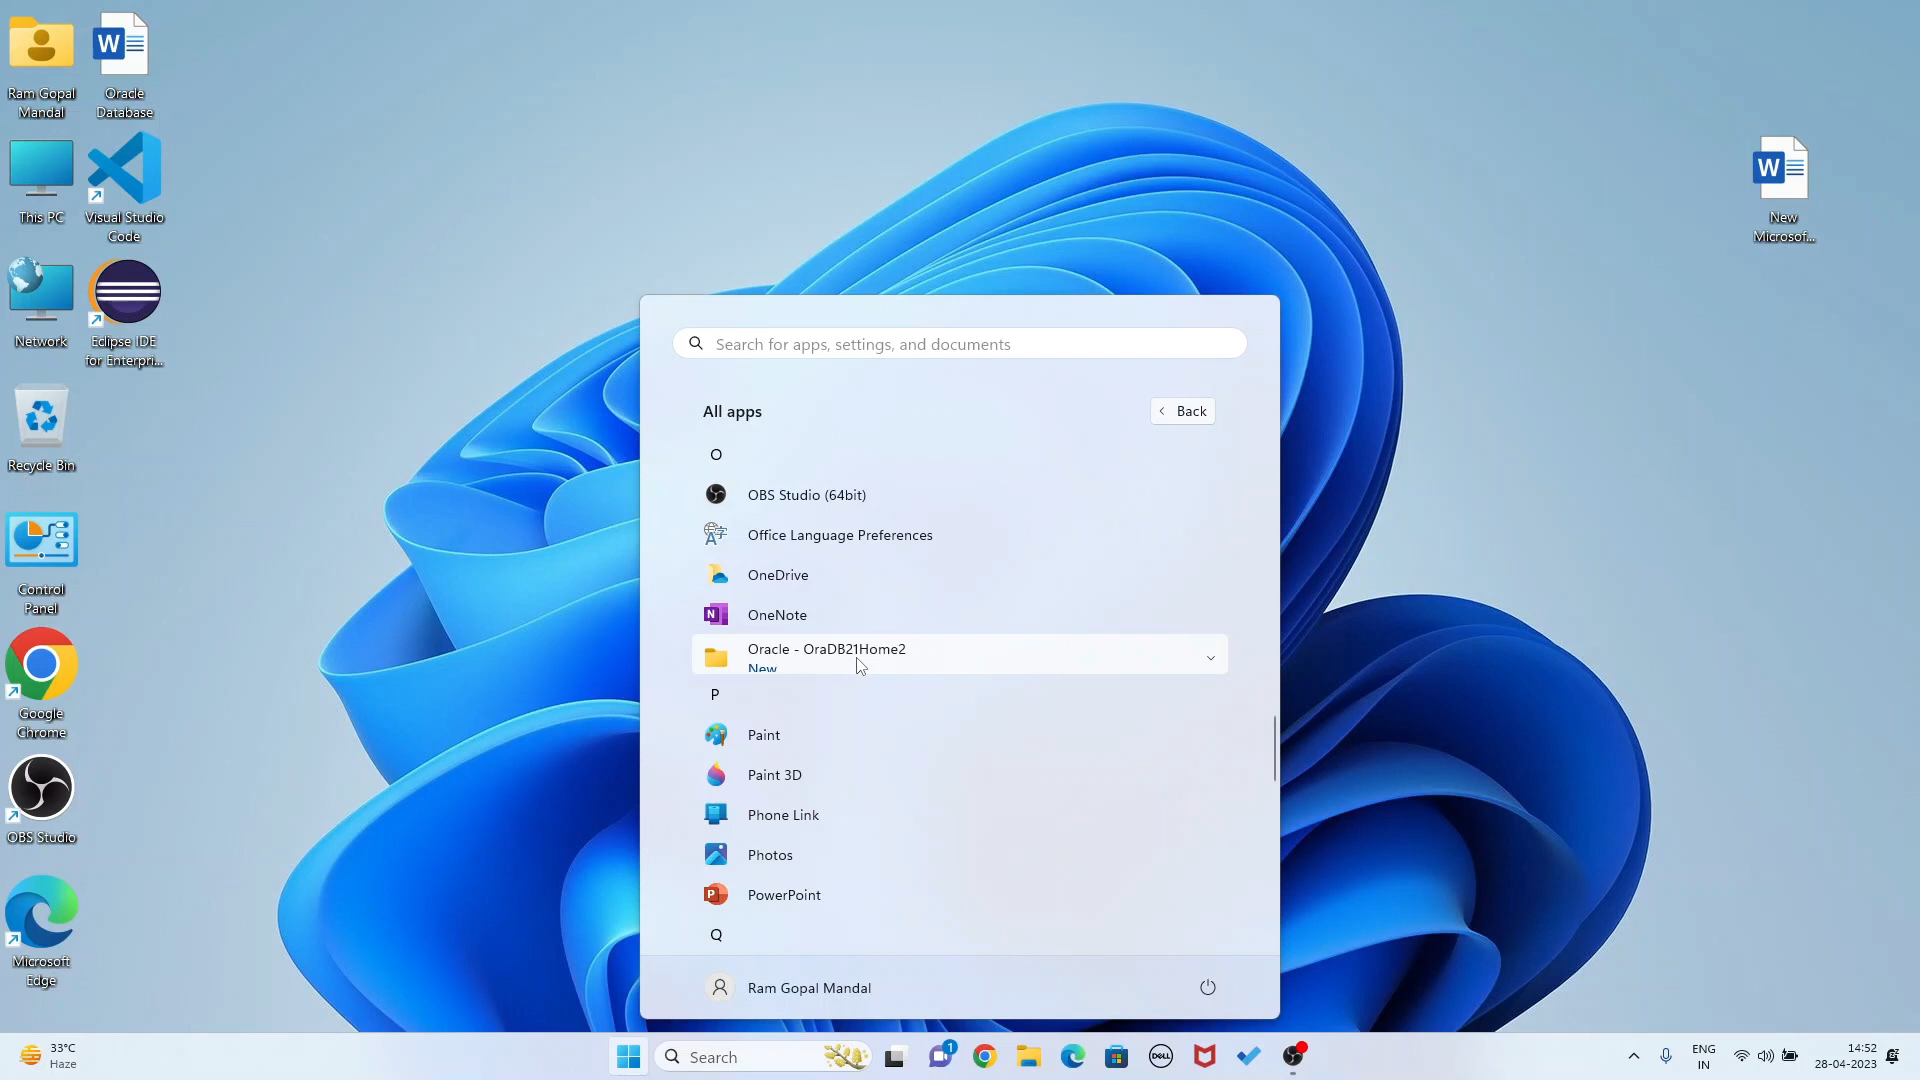 Ram Gopal
Mandal
Oracle
Database
This PC
Visual Studio
Code
Network
Eclipse IDE
for Enterpri...
Recycle Bin
Control
Panel
Google
Chrome
OBS Studio
Microsoft
Edge
New
Microsof...
Search for apps, settings, and documents
All apps
Back
O
OBS Studio (64bit)
Office Language Preferences
OneDrive
OneNote
Oracle - OraDB21Home2
New
P
Paint
Paint 3D
Phone Link
Photos
PowerPoint
Q
Ram Gopal Mandal
33°C
Haze
Search
1
DELL
ENG
IN
14:52
28-04-2023